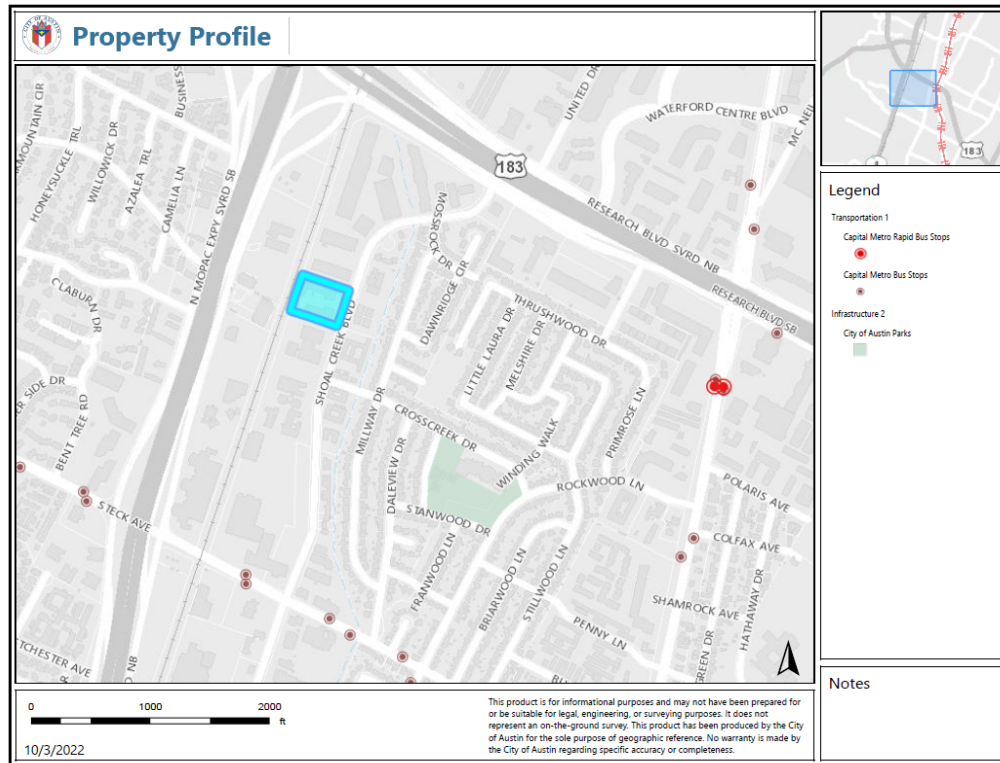 Property Profile
183
UNITED DR
WATERFORD CENTRE BLVD
BUSINESS
HONEYSUCKLE TRL
WILLOWICK DR
AZALEA TRL
CAMELIA LN
N MOPAC EXPY SVRD SB
MOSSROCK DR
RESEARCH BLVD SVRD NB
RESEARCH BLVD SB
CLABURN DR
DAWNRIDGE CIR
THRUSHWOOD DR
LITTLE LAURA DR
MELSHIRE DR
SHOAL CREEK BLVD
MILLWAY DR
ER SIDE DR
BENT TREE RD
CROSSCREEK DR
PRIMROSE LN
WINDING WALK
DALEVIEW DR
ROCKWOOD LN
POLARIS AVE
STECK AVE
STANWOOD DR
COLFAX AVE
FRANWOOD LN
BRIARWOOD LN
STILLWOOD LN
SHAMROCK AVE
HATHAWAY DR
PENNY LN
TCHESTER AVE
D NB
GREEN DR
183
Legend
Transportation 1
Capital Metro Rapid Bus Stops
Capital Metro Bus Stops
Infrastructure 2
City of Austin Parks
Notes
0 1000 2000
ft
10/3/2022
This product is for informational purposes and may not have been prepared for
or be suitable for legal, engineering, or surveying purposes. It does not
represent an on-the-ground survey. This product has been produced by the City
of Austin for the sole purpose of geographic reference. No warranty is made by
the City of Austin regarding specific accuracy or completeness.